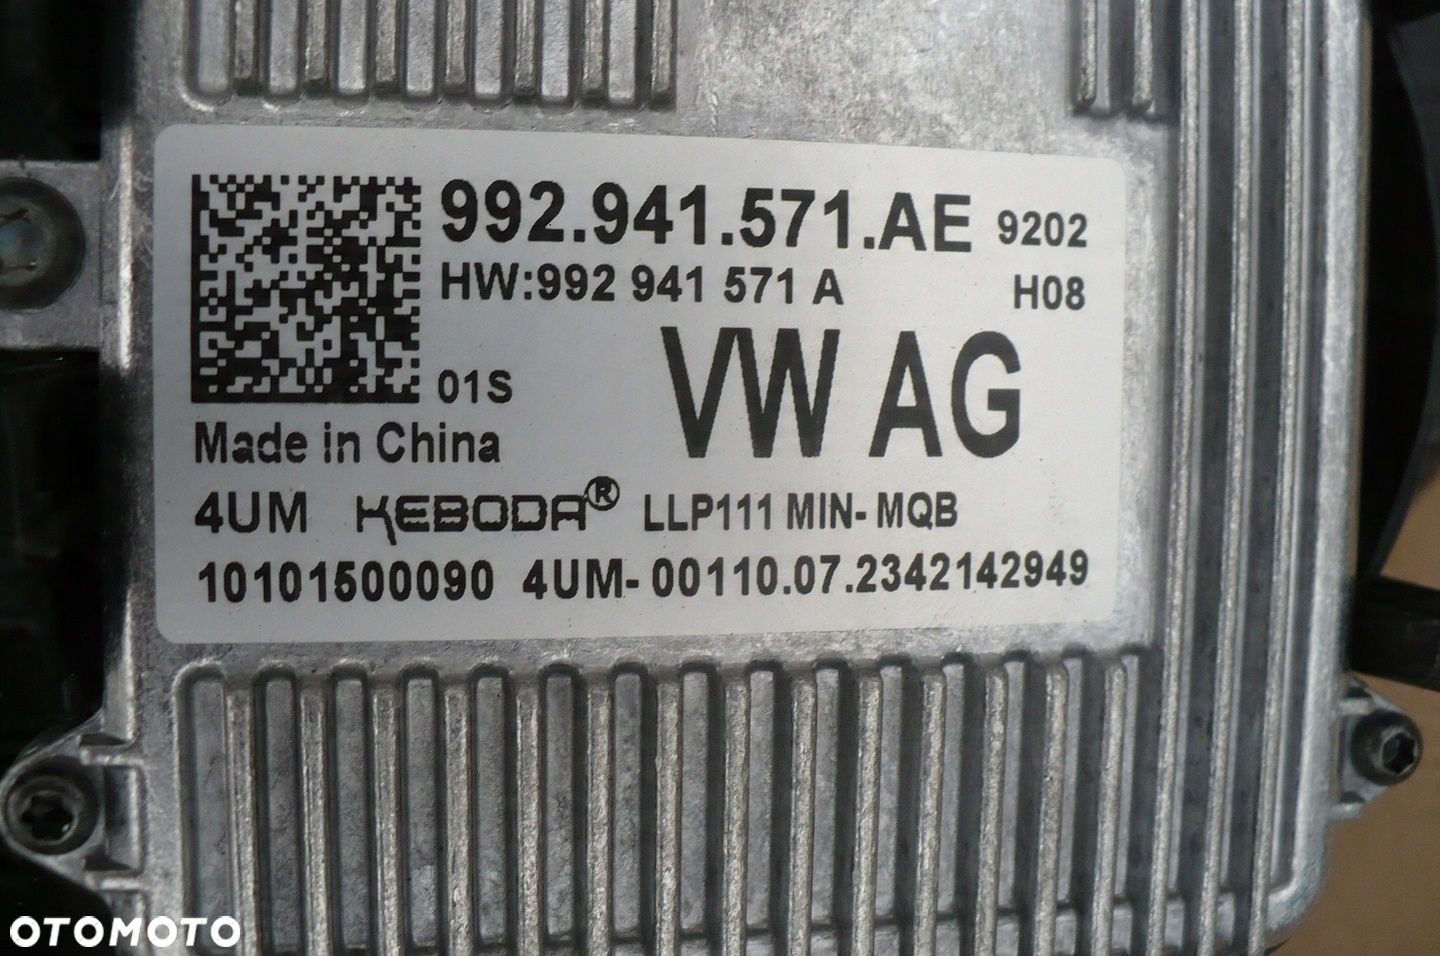 992.941.571.AE 9202
HW:992 941 571 A H08
VW AG
01S
Made in China
4UM KEBODA® LLP111 MIN-MQB
10101500090 4UM-00110.07.2342142949
OTOMOTO